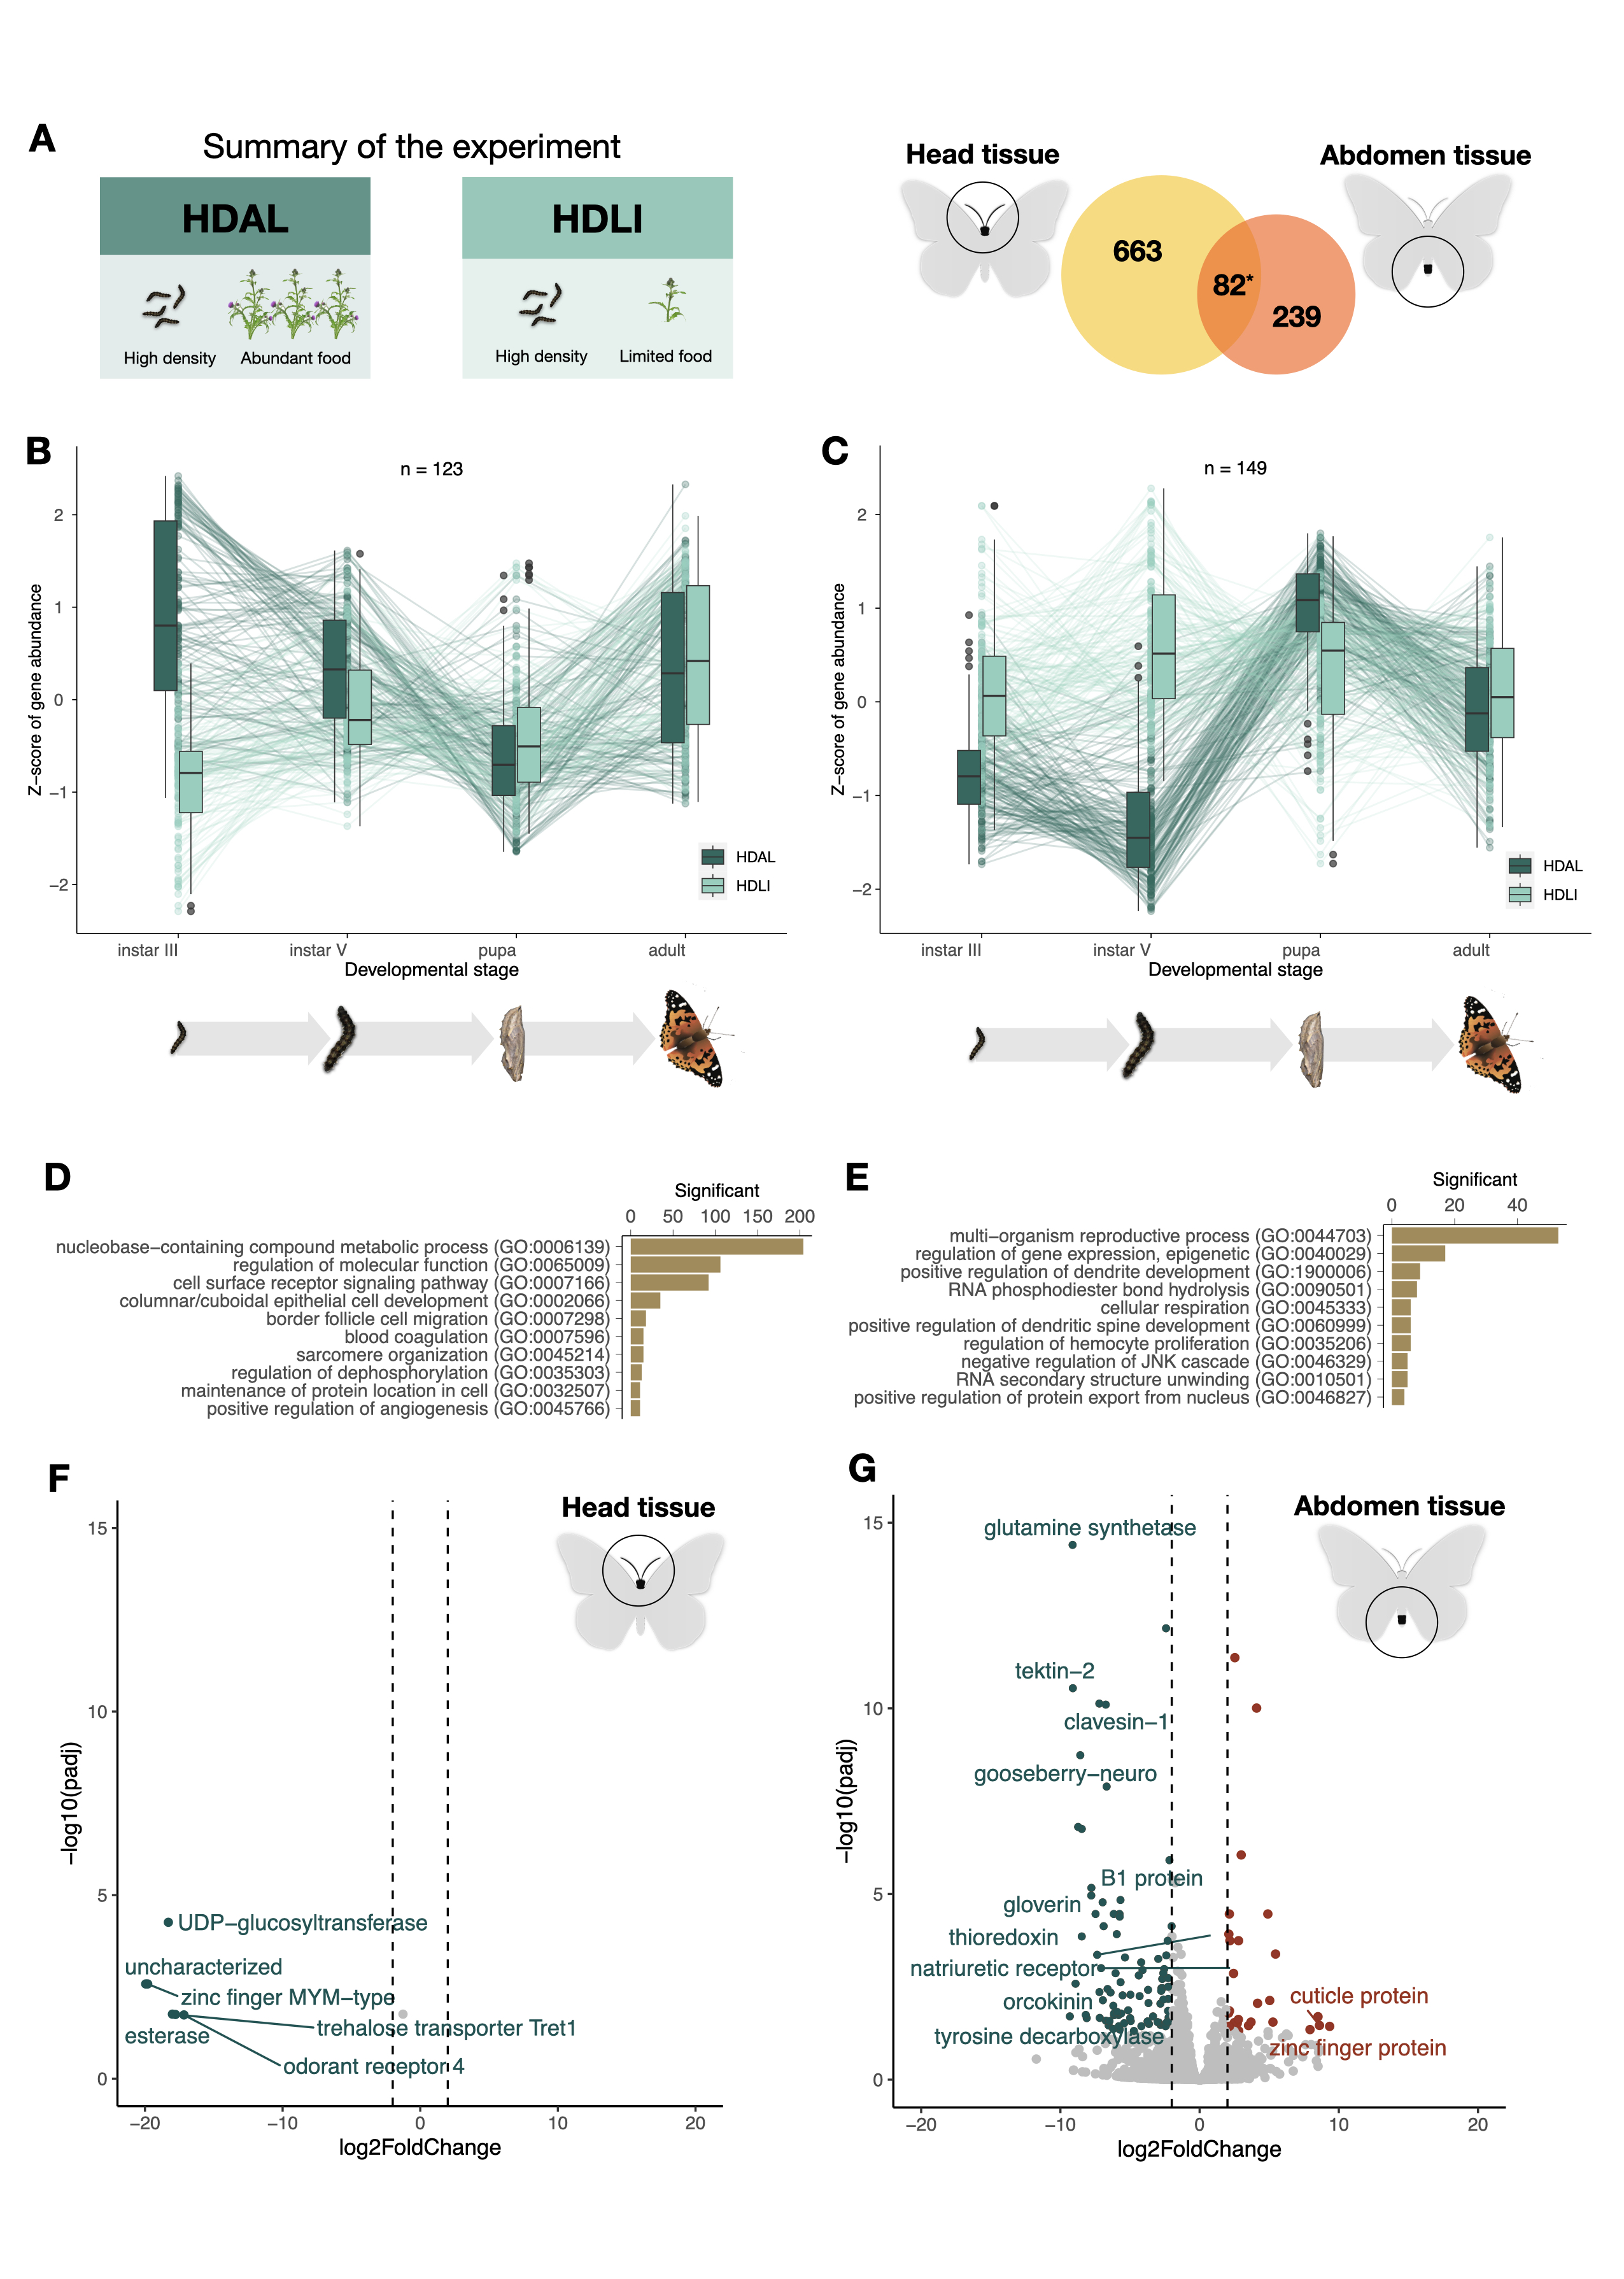 A
Summary of the experiment
HDAL
High density
Abundant food
HDLI
High density
Limited food
Head tissue
Abdomen tissue
663
82*
239
B
n = 123
Z−score of gene abundance
2
1
0
−1
−2
HDAL
HDLI
instar III
instar V
pupa
adult
Developmental stage
C
n = 149
Z−score of gene abundance
2
1
0
−1
−2
HDAL
HDLI
instar III
instar V
pupa
adult
Developmental stage
D
Significant
0 50 100 150 200
nucleobase−containing compound metabolic process (GO:0006139)
regulation of molecular function (GO:0065009)
cell surface receptor signaling pathway (GO:0007166)
columnar/cuboidal epithelial cell development (GO:0002066)
border follicle cell migration (GO:0007298)
blood coagulation (GO:0007596)
sarcomere organization (GO:0045214)
regulation of dephosphorylation (GO:0035303)
maintenance of protein location in cell (GO:0032507)
positive regulation of angiogenesis (GO:0045766)
E
Significant
0 20 40
multi−organism reproductive process (GO:0044703)
regulation of gene expression, epigenetic (GO:0040029)
positive regulation of dendrite development (GO:1900006)
RNA phosphodiester bond hydrolysis (GO:0090501)
cellular respiration (GO:0045333)
positive regulation of dendritic spine development (GO:0060999)
regulation of hemocyte proliferation (GO:0035206)
negative regulation of JNK cascade (GO:0046329)
RNA secondary structure unwinding (GO:0010501)
positive regulation of protein export from nucleus (GO:0046827)
F
Head tissue
−log10(padj)
15
10
5
0
UDP−glucosyltransferase
uncharacterized
zinc finger MYM−type
trehalose transporter Tret1
esterase
odorant receptor 4
−20 −10 0 10 20
log2FoldChange
G
Abdomen tissue
−log10(padj)
15
10
5
0
glutamine synthetase
tektin−2
clavesin−1
gooseberry−neuro
B1 protein
gloverin
thioredoxin
natriuretic receptor
orcokinin
tyrosine decarboxylase
cuticle protein
zinc finger protein
−20 −10 0 10 20
log2FoldChange